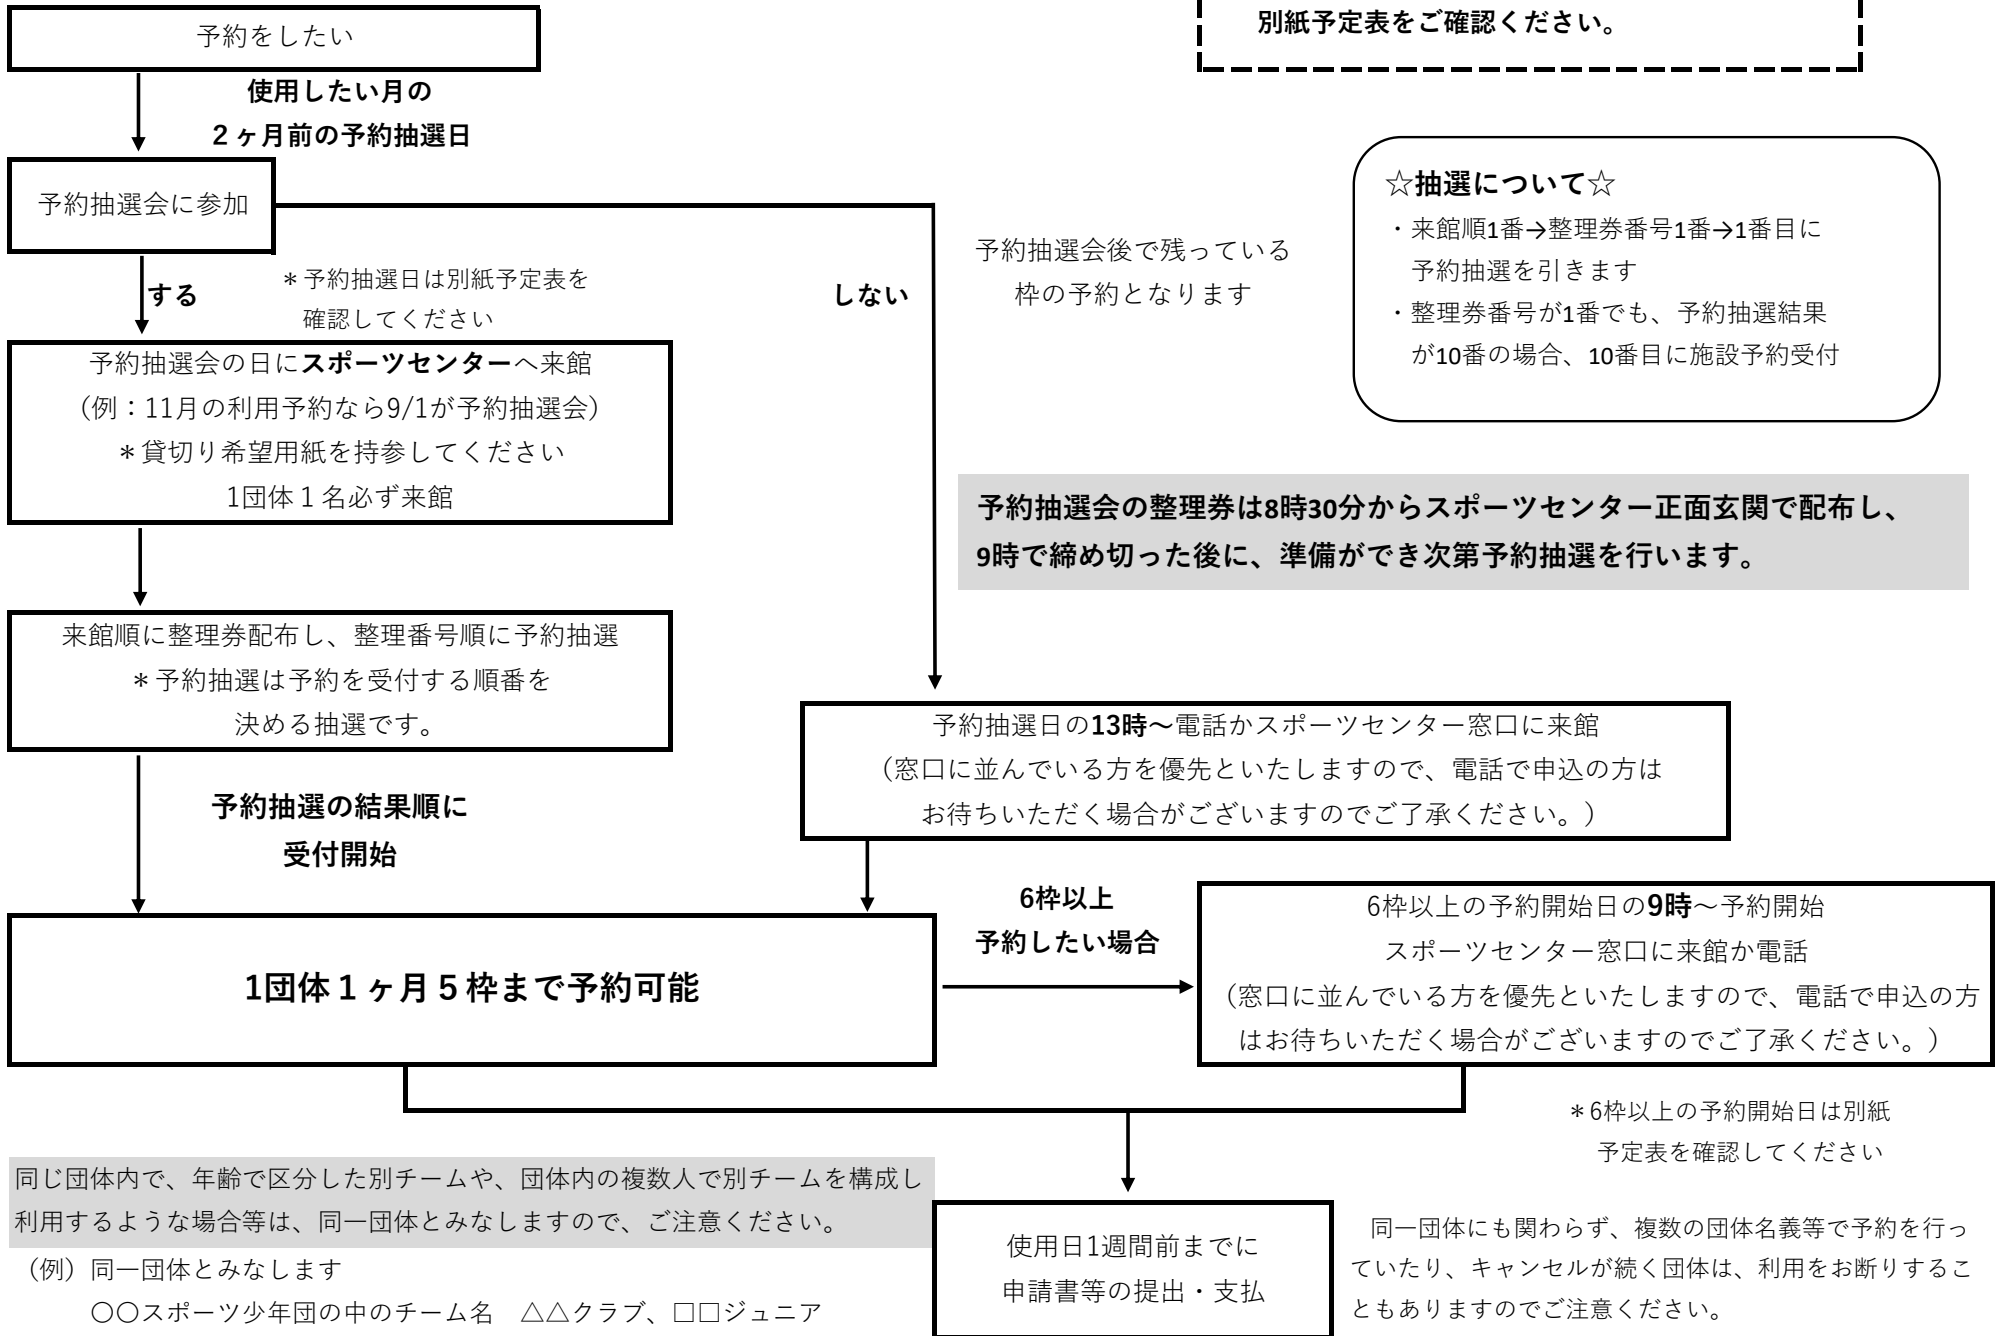 予約をしたい
別紙予定表をご確認ください。
使用したい月の
２ヶ月前の予約抽選日
予約抽選会に参加
する
＊予約抽選日は別紙予定表を
確認してください
しない
予約抽選会後で残っている
枠の予約となります
☆抽選について☆
・来館順1番→整理券番号1番→1番目に
予約抽選を引きます
・整理券番号が1番でも、予約抽選結果
が10番の場合、10番目に施設予約受付
予約抽選会の日にスポーツセンターへ来館
（例：11月の利用予約なら9/1が予約抽選会）
＊貸切り希望用紙を持参してください
1団体１名必ず来館
予約抽選会の整理券は8時30分からスポーツセンター正面玄関で配布し、
9時で締め切った後に、準備ができ次第予約抽選を行います。
来館順に整理券配布し、整理番号順に予約抽選
＊予約抽選は予約を受付する順番を
決める抽選です。
予約抽選日の13時～電話かスポーツセンター窓口に来館
（窓口に並んでいる方を優先といたしますので、電話で申込の方は
お待ちいただく場合がございますのでご了承ください。）
予約抽選の結果順に
受付開始
1団体１ヶ月５枠まで予約可能
6枠以上
予約したい場合
6枠以上の予約開始日の9時～予約開始
スポーツセンター窓口に来館か電話
（窓口に並んでいる方を優先といたしますので、電話で申込の方
はお待ちいただく場合がございますのでご了承ください。）
＊6枠以上の予約開始日は別紙
予定表を確認してください
同じ団体内で、年齢で区分した別チームや、団体内の複数人で別チームを構成し
利用するような場合等は、同一団体とみなしますので、ご注意ください。
（例）同一団体とみなします
〇〇スポーツ少年団の中のチーム名　△△クラブ、□□ジュニア
使用日1週間前までに
申請書等の提出・支払
同一団体にも関わらず、複数の団体名義等で予約を行っ
ていたり、キャンセルが続く団体は、利用をお断りするこ
ともありますのでご注意ください。